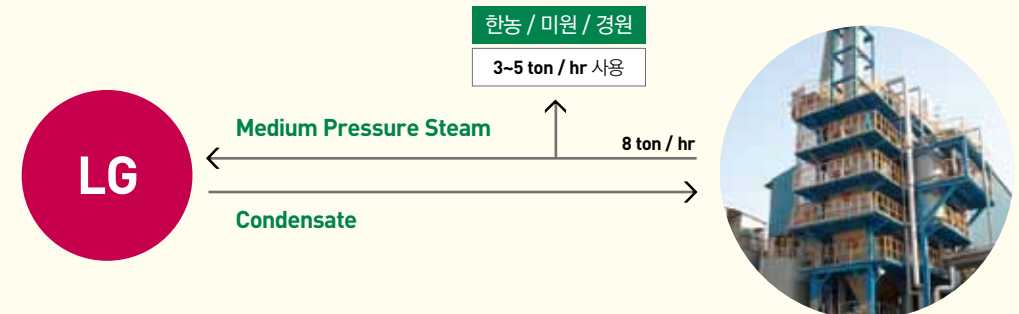 한농 / 미원 / 경원
3~5 ton / hr 사용
Medium Pressure Steam
8 ton / hr
LG
Condensate